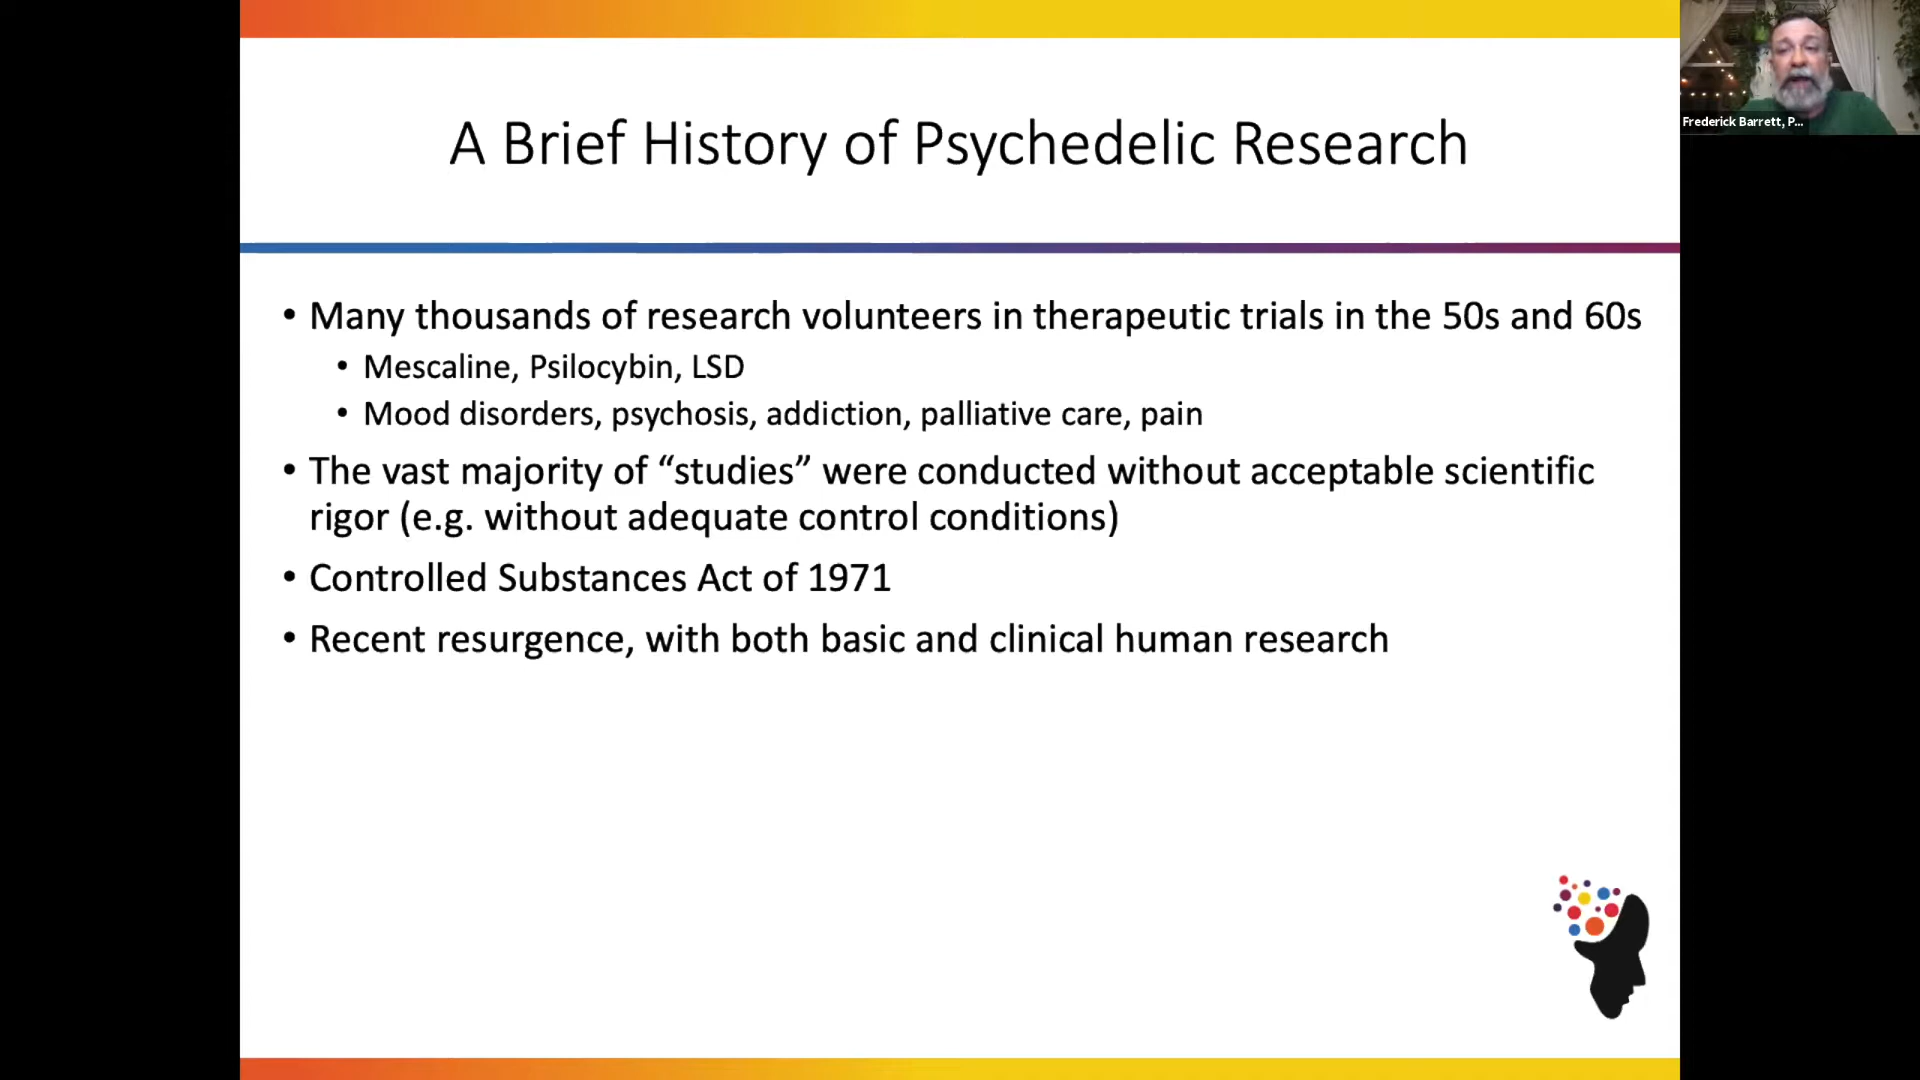 A Brief History of Psychedelic Research
Frederick Barrett, P...
• Many thousands of research volunteers in therapeutic trials in the 50s and 60s
• Mescaline, Psilocybin, LSD
• Mood disorders, psychosis, addiction, palliative care, pain
• The vast majority of “studies” were conducted without acceptable scientific
rigor (e.g. without adequate control conditions)
• Controlled Substances Act of 1971
• Recent resurgence, with both basic and clinical human research